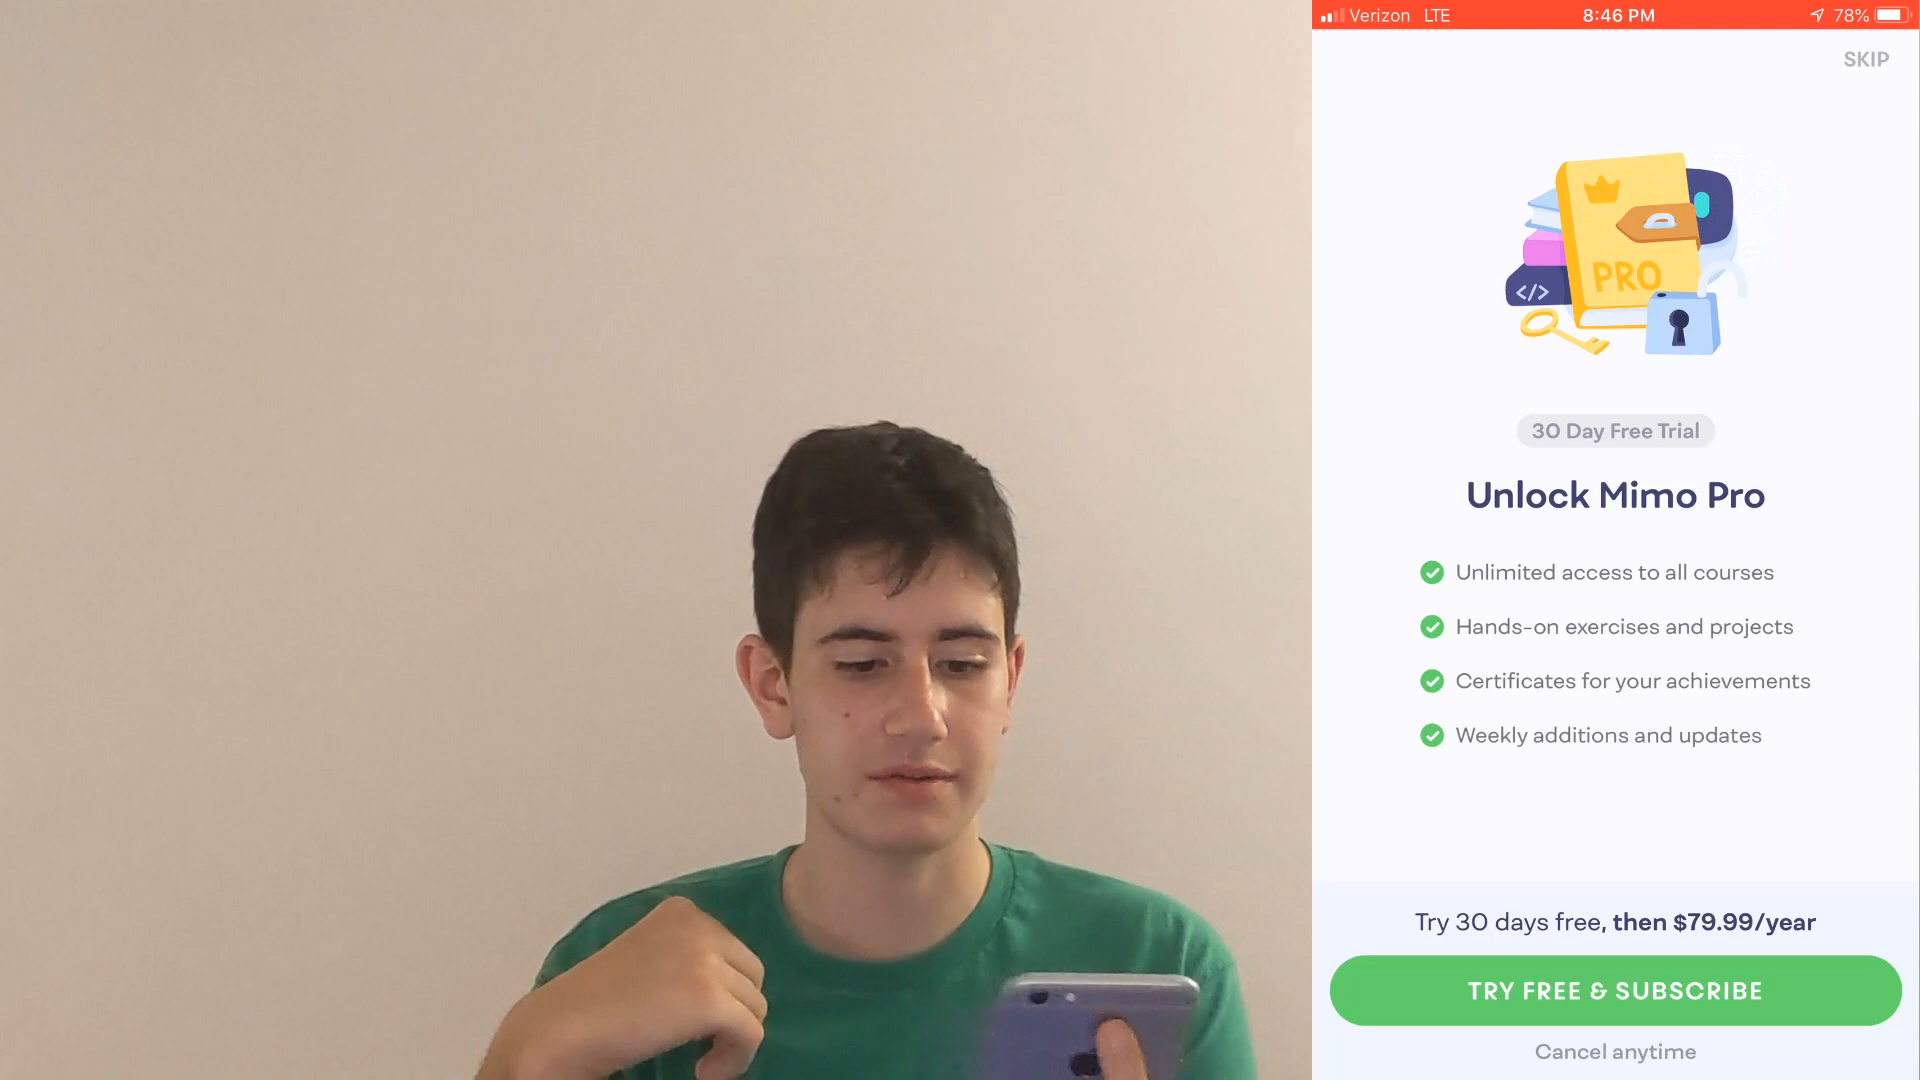 Verizon LTE 8:46 PM 78%
SKIP
PRO
</>
30 Day Free Trial
Unlock Mimo Pro
Unlimited access to all courses
Hands-on exercises and projects
Certificates for your achievements
Weekly additions and updates
Try 30 days free, then $79.99/year
TRY FREE & SUBSCRIBE
Cancel anytime